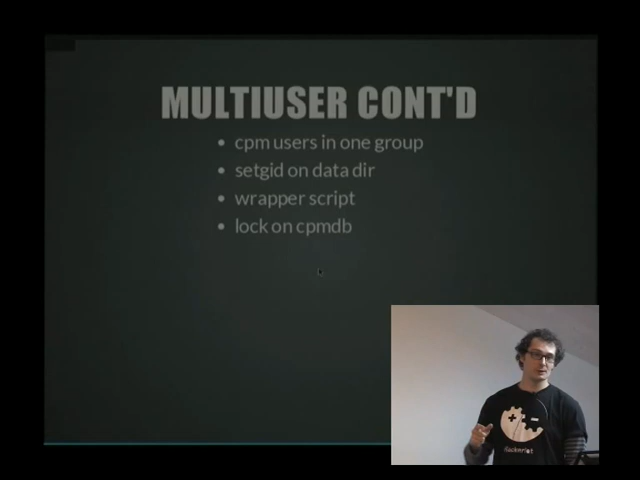 MULTIUSER CONT'D
cpm users in one group
setgid on data dir
wrapper script
lock on cpmdb